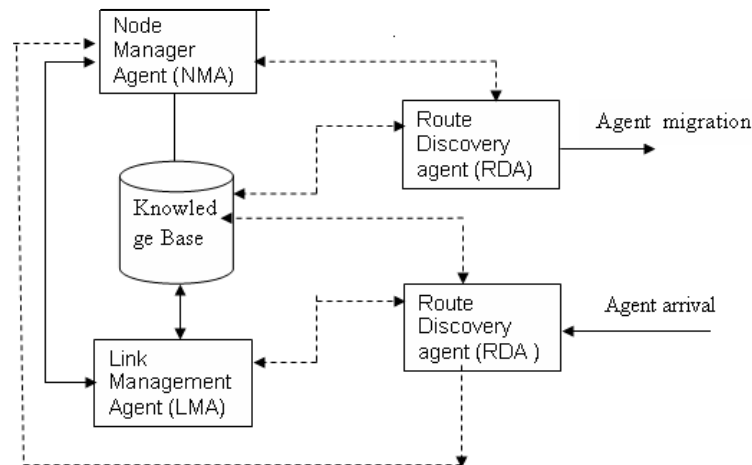 Node
Manager
Agent (NMA)
Route
Discovery
agent (RDA)
Agent migration
Knowled
ge Base
Route
Discovery
agent (RDA )
Agent arrival
Link
Management
Agent (LMA)